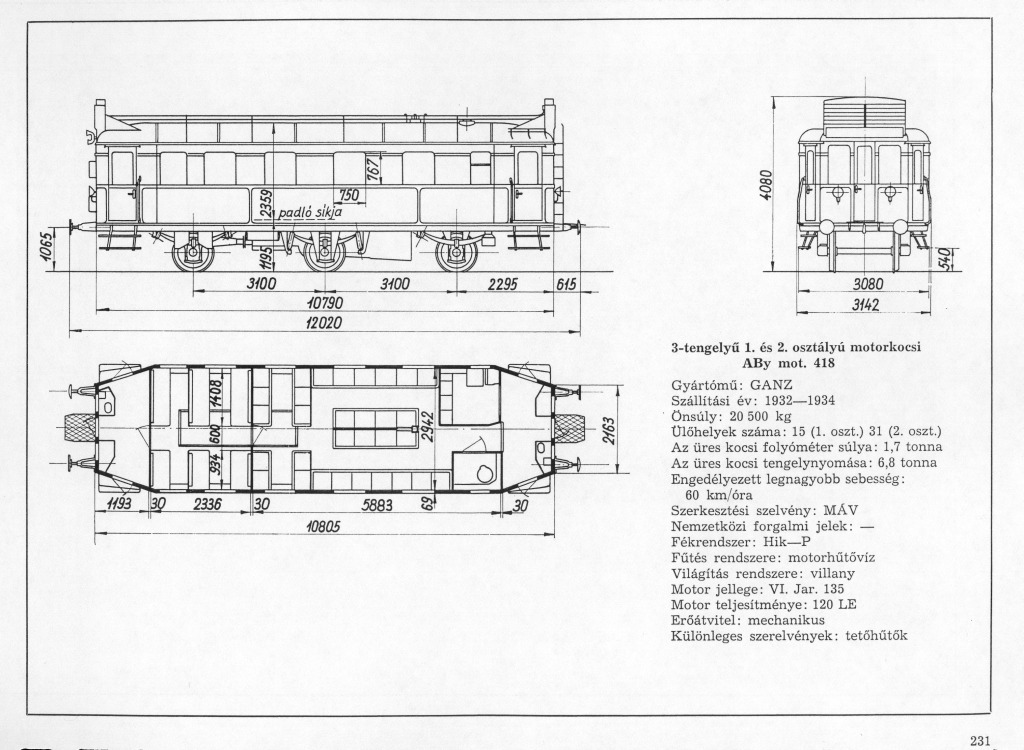 2359
767
750
padló síkja
1065
1195
3100
3100
2295
615
10790
12020
4080
540
3080
3142
1408
600
934
2942
69
2163
1193
30
2336
30
5883
30
10805
3-tengelyű 1. és 2. osztályú motorkocsi
ABy mot. 418
Gyártómű: GANZ
Szállítási év: 1932—1934
Önsúly: 20 500 kg
Ülőhelyek száma: 15 (1. oszt.) 31 (2. oszt.)
Az üres kocsi folyóméter súlya: 1,7 tonna
Az üres kocsi tengelynyomása: 6,8 tonna
Engedélyezett legnagyobb sebesség:
60 km/óra
Szerkesztési szelvény: MÁV
Nemzetközi forgalmi jelek: —
Fékrendszer: Hik—P
Fűtés rendszere: motorhűtővíz
Világítás rendszere: villany
Motor jellege: VI. Jar. 135
Motor teljesítménye: 120 LE
Erőátvitel: mechanikus
Különleges szerelvények: tetőhűtők
231